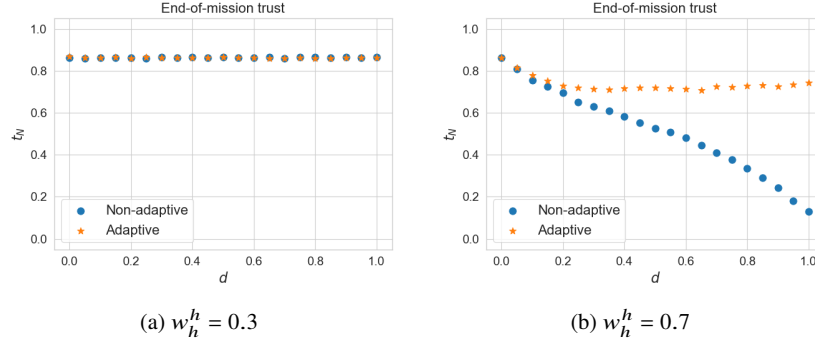 End-of-mission trust
1.0
0.8
0.6
0.4
0.2
0.0
t_N
Non-adaptive
Adaptive
0.0 0.2 0.4 0.6 0.8 1.0
d
(a) w_h^h = 0.3
End-of-mission trust
1.0
0.8
0.6
0.4
0.2
0.0
t_N
Non-adaptive
Adaptive
0.0 0.2 0.4 0.6 0.8 1.0
d
(b) w_h^h = 0.7